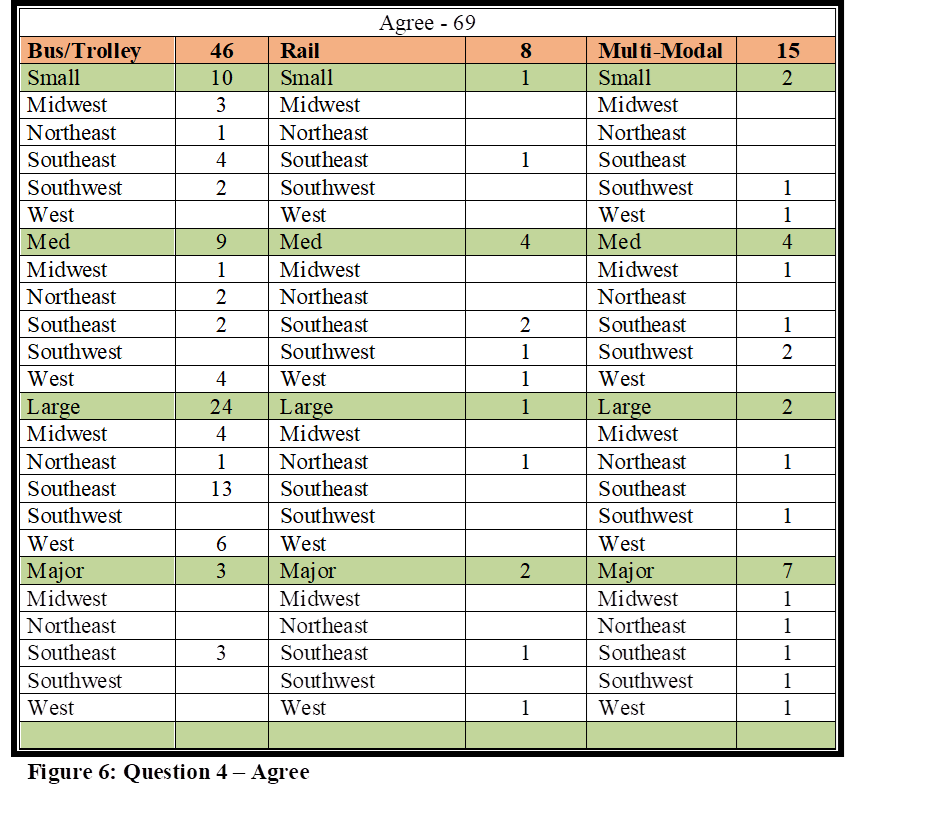 Agree - 69
Bus/Trolley 46 Rail 8 Multi-Modal 15
Small 10 Small 1 Small 2
Midwest 3 Midwest Midwest
Northeast 1 Northeast Northeast
Southeast 4 Southeast 1 Southeast
Southwest 2 Southwest Southwest 1
West West West 1
Med 9 Med 4 Med 4
Midwest 1 Midwest Midwest 1
Northeast 2 Northeast Northeast
Southeast 2 Southeast 2 Southeast 1
Southwest Southwest 1 Southwest 2
West 4 West 1 West
Large 24 Large 1 Large 2
Midwest 4 Midwest Midwest
Northeast 1 Northeast 1 Northeast 1
Southeast 13 Southeast Southeast
Southwest Southwest Southwest 1
West 6 West West
Major 3 Major 2 Major 7
Midwest Midwest Midwest 1
Northeast Northeast Northeast 1
Southeast 3 Southeast 1 Southeast 1
Southwest Southwest Southwest 1
West West 1 West 1
Figure 6: Question 4 – Agree